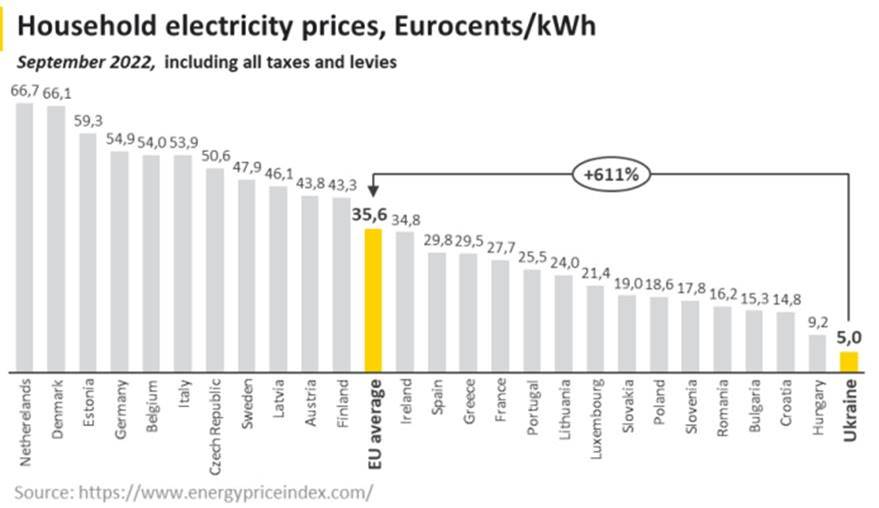 Household electricity prices, Eurocents/kWh
September 2022, including all taxes and levies
66,7 66,1
59,3
54,9 54,0 53,9
50,6
47,9
46,1
43,8 43,3
+611%
35,6 34,8
29,8 29,5
27,7
25,5
24,0
21,4
19,0 18,6 17,8
16,2 15,3 14,8
9,2
5,0
Netherelands
Denmark
Estonia
Germany
Belgium
Italy
Czech Republic
Sweden
Latvia
Austria
Finland
EU average
Ireland
Spain
Greece
France
Portugal
Lithuania
Luxembourg
Slovakia
Poland
Slovenia
Romania
Bulgaria
Croatia
Hungary
Ukraine
Source: https://www.energypriceindex.com/